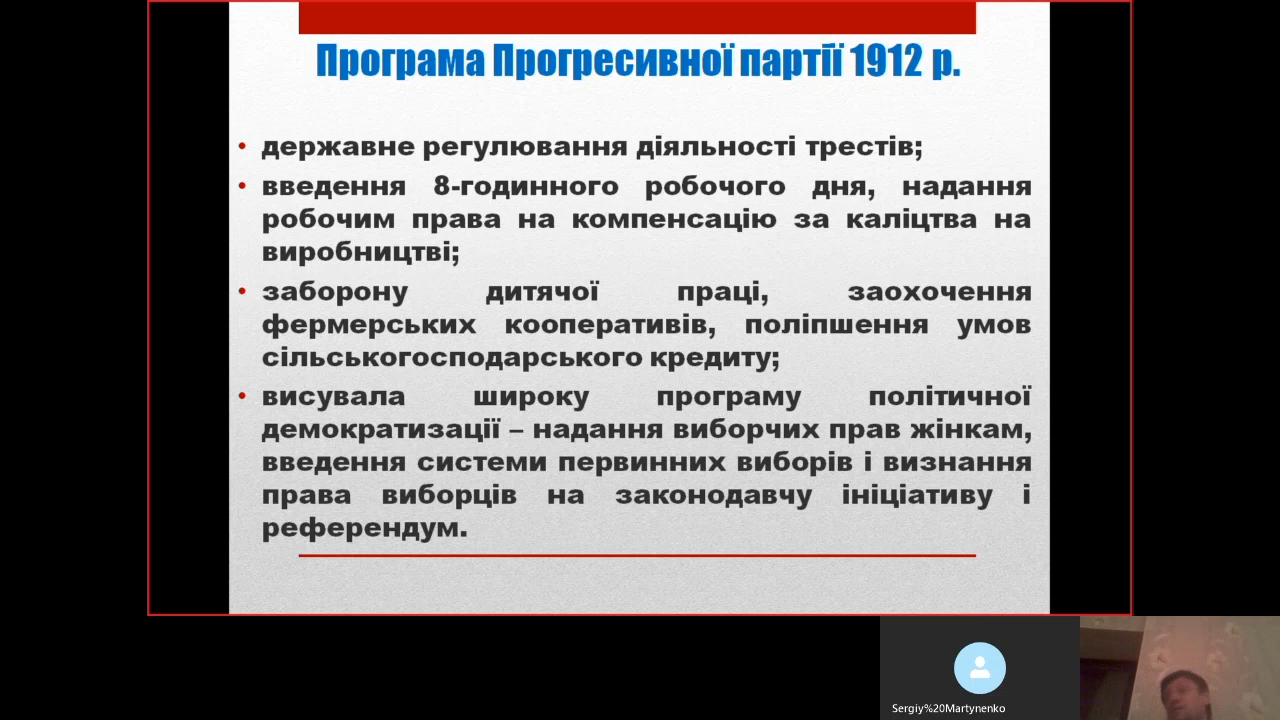 Програма Прогресивної партії 1912 р.
• державне регулювання діяльності трестів;
• введення 8-годинного робочого дня, надання
робочим права на компенсацію за каліцтва на
виробництві;
• заборону дитячої праці, заохочення
фермерських кооперативів, поліпшення умов
сільськогосподарського кредиту;
• висувала широку програму політичної
демократизації – надання виборчих прав жінкам,
введення системи первинних виборів і визнання
права виборців на законодавчу ініціативу і
референдум.
Sergiy%20Martynenko